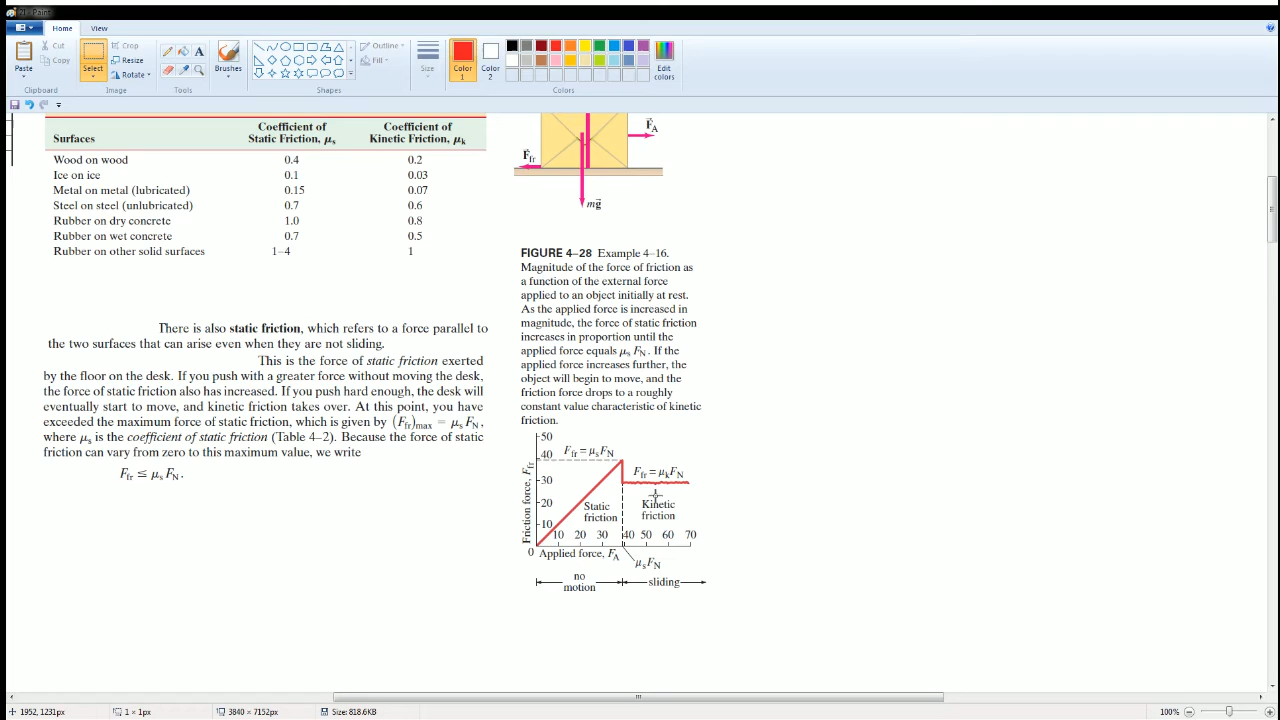 21 - Paint
Home
View
Paste
Cut
Copy
Clipboard
Select
Crop
Resize
Rotate
Image
Tools
Brushes
Shapes
Outline
Fill
Size
Color
1
Color
2
Edit
colors
Colors
Surfaces
Coefficient of
Static Friction, μs
Coefficient of
Kinetic Friction, μk
Wood on wood 0.4 0.2
Ice on ice 0.1 0.03
Metal on metal (lubricated) 0.15 0.07
Steel on steel (unlubricated) 0.7 0.6
Rubber on dry concrete 1.0 0.8
Rubber on wet concrete 0.7 0.5
Rubber on other solid surfaces 1–4 1
There is also static friction, which refers to a force parallel to
the two surfaces that can arise even when they are not sliding.
This is the force of static friction exerted
by the floor on the desk. If you push with a greater force without moving the desk,
the force of static friction also has increased. If you push hard enough, the desk will
eventually start to move, and kinetic friction takes over. At this point, you have
exceeded the maximum force of static friction, which is given by (Ffr)max = μs FN,
where μs is the coefficient of static friction (Table 4–2). Because the force of static
friction can vary from zero to this maximum value, we write
Ffr ≤ μs FN.
F⃗A
F⃗fr
mg⃗
FIGURE 4–28 Example 4–16.
Magnitude of the force of friction as
a function of the external force
applied to an object initially at rest.
As the applied force is increased in
magnitude, the force of static friction
increases in proportion until the
applied force equals μs FN. If the
applied force increases further, the
object will begin to move, and the
friction force drops to a roughly
constant value characteristic of kinetic
friction.
Friction force, Ffr
50
40
30
20
10
0
Ffr = μsFN
Ffr = μkFN
Static
friction
Kinetic
friction
10 20 30 40 50 60 70
Applied force, FA
μsFN
no
motion
sliding
1952, 1231px
1 × 1px
3840 × 7152px
Size: 818.6KB
100%